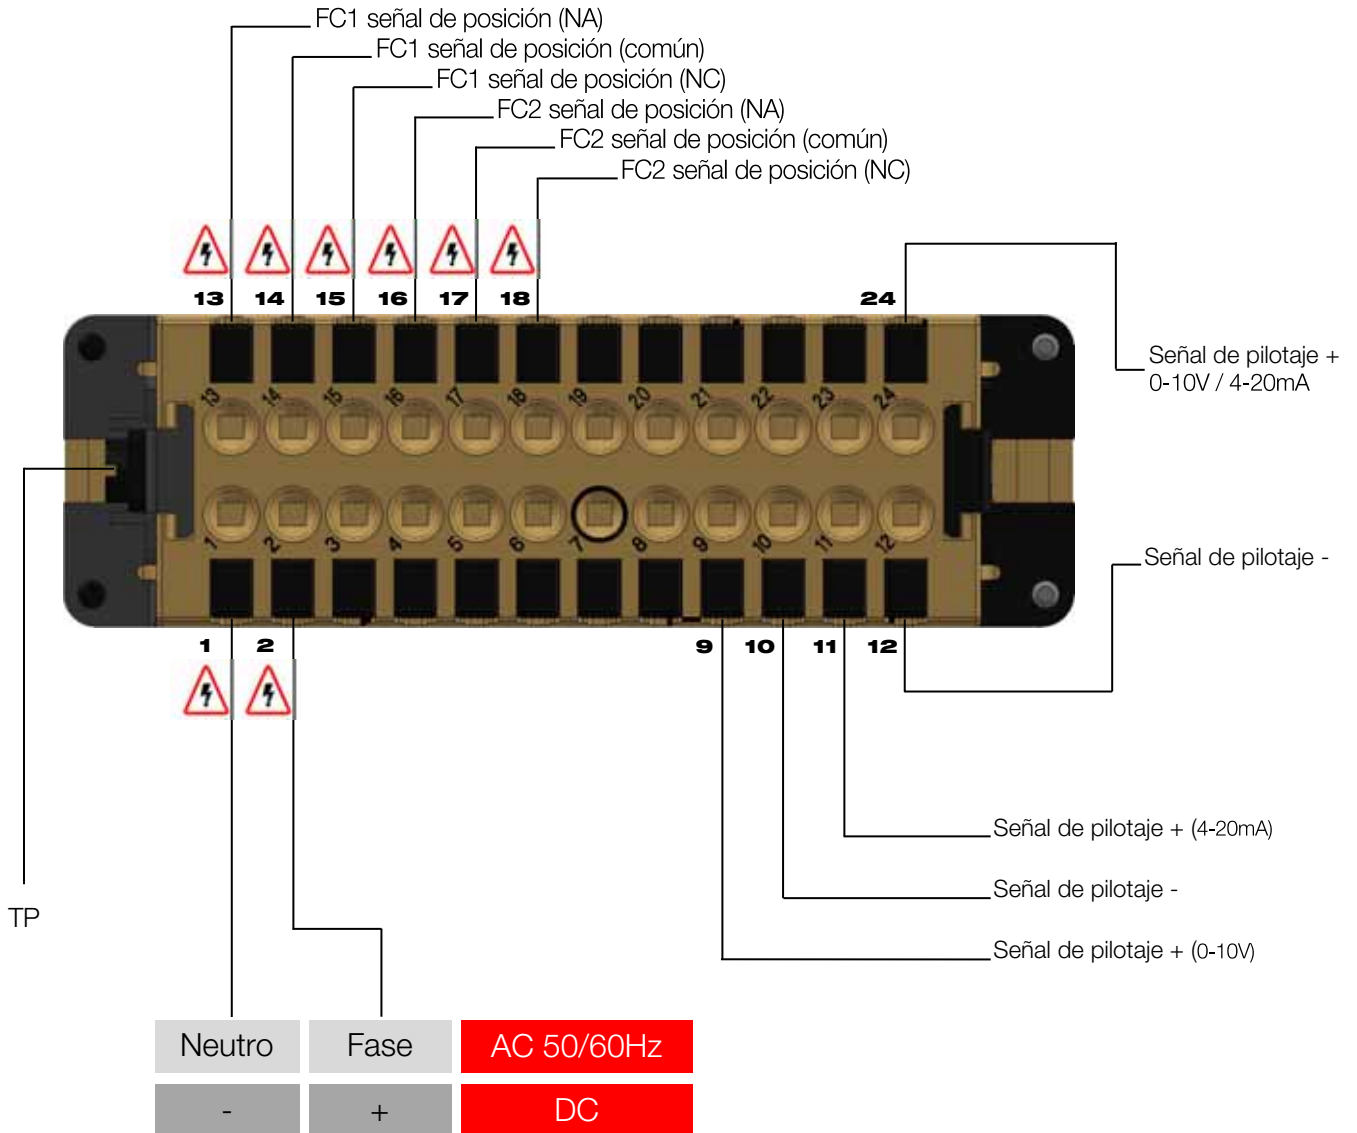 FC1 señal de posición (NA)
FC1 señal de posición (común)
FC1 señal de posición (NC)
FC2 señal de posición (NA)
FC2 señal de posición (común)
FC2 señal de posición (NC)
13 14 15 16 17 18 24
Señal de pilotaje +
0-10V / 4-20mA
13 14 15 16 17 18 19 20 21 22 23 24
1 2 3 4 5 6 7 8 9 10 11 12
Señal de pilotaje -
1 2 9 10 11 12
Señal de pilotaje + (4-20mA)
Señal de pilotaje -
TP
Señal de pilotaje + (0-10V)
Neutro Fase AC 50/60Hz
- + DC